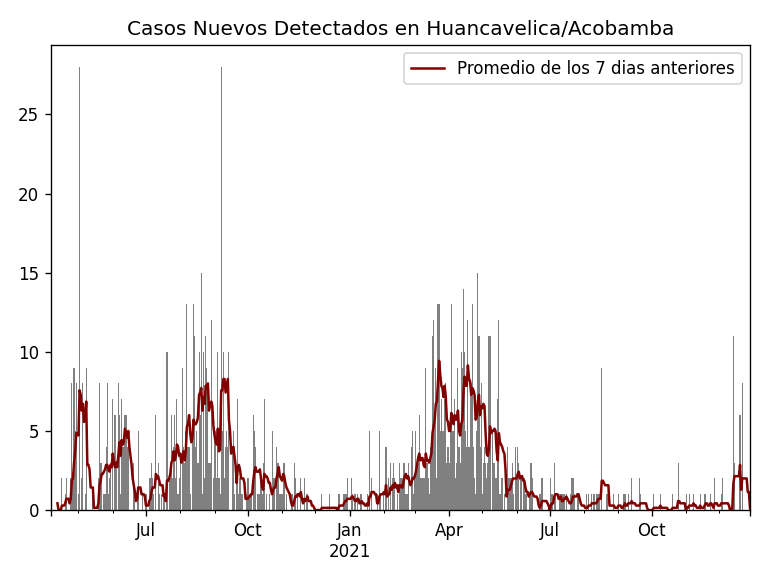 Casos Nuevos Detectados en Huancavelica/Acobamba
Promedio de los 7 dias anteriores
25
20
15
10
5
0
Jul Oct Jan Apr Jul Oct
2021